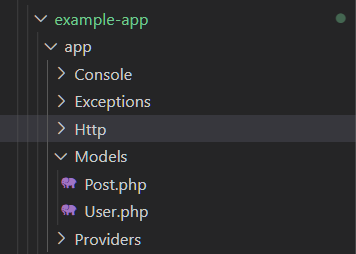 example-app
app
Console
Exceptions
Http
Models
Post.php
User.php
Providers